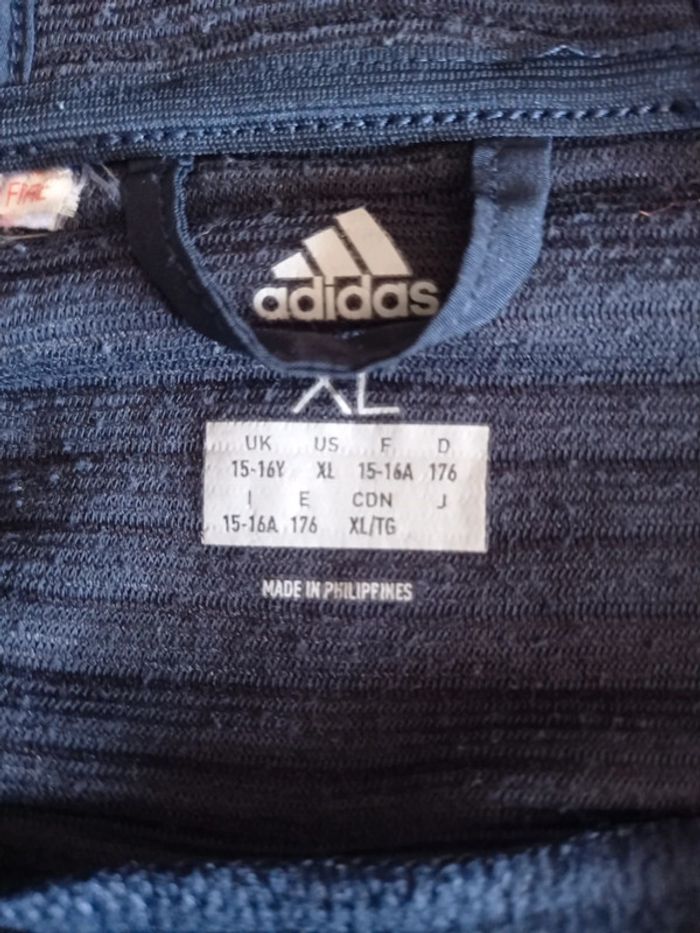 FIRE
adidas
XL
UK US F D
15-16Y XL 15-16A 176
I E CDN J
15-16A 176 XL/TG
MADE IN PHILIPPINES